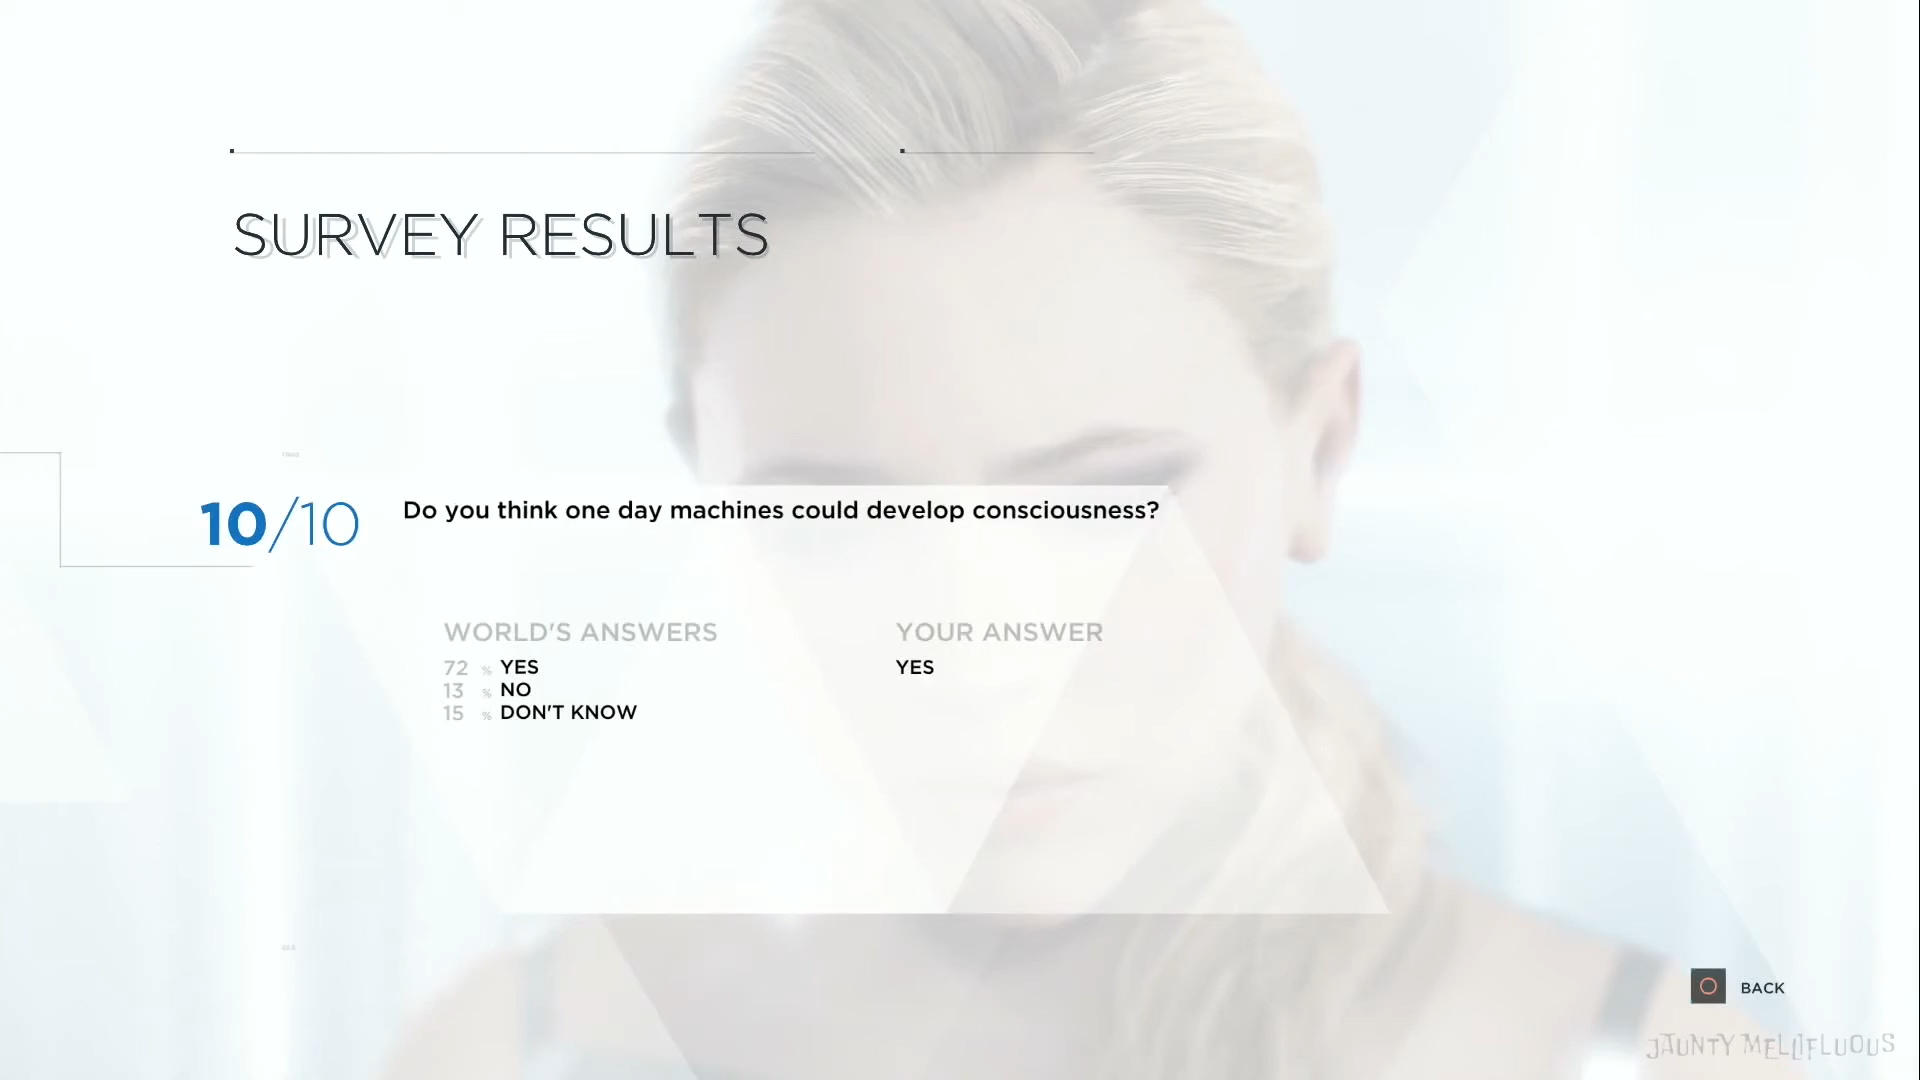 SURVEY RESULTS
10/10
Do you think one day machines could develop consciousness?
WORLD'S ANSWERS
72 % YES
13 % NO
15 % DON'T KNOW
YOUR ANSWER
YES
BACK
JAUNTY MELLIFLUOUS